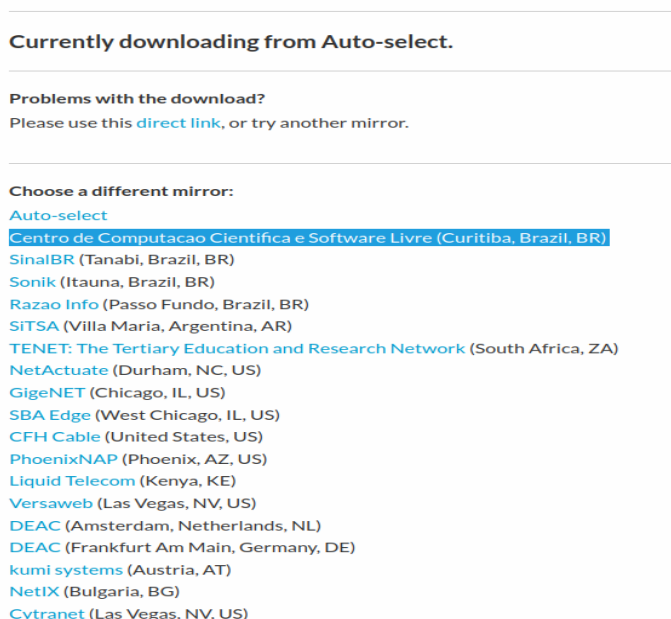 Currently downloading from Auto-select.
Problems with the download?
Please use this direct link, or try another mirror.
Choose a different mirror:
Auto-select
Centro de Computacao Cientifica e Software Livre (Curitiba, Brazil, BR)
SinalBR (Tanabi, Brazil, BR)
Sonik (Itauna, Brazil, BR)
Razao Info (Passo Fundo, Brazil, BR)
SiTSA (Villa Maria, Argentina, AR)
TENET: The Tertiary Education and Research Network (South Africa, ZA)
NetActuate (Durham, NC, US)
GigeNET (Chicago, IL, US)
SBA Edge (West Chicago, IL, US)
CFH Cable (United States, US)
PhoenixNAP (Phoenix, AZ, US)
Liquid Telecom (Kenya, KE)
Versaweb (Las Vegas, NV, US)
DEAC (Amsterdam, Netherlands, NL)
DEAC (Frankfurt Am Main, Germany, DE)
kumi systems (Austria, AT)
NetIX (Bulgaria, BG)
Cytranet (Las Vegas, NV, US)